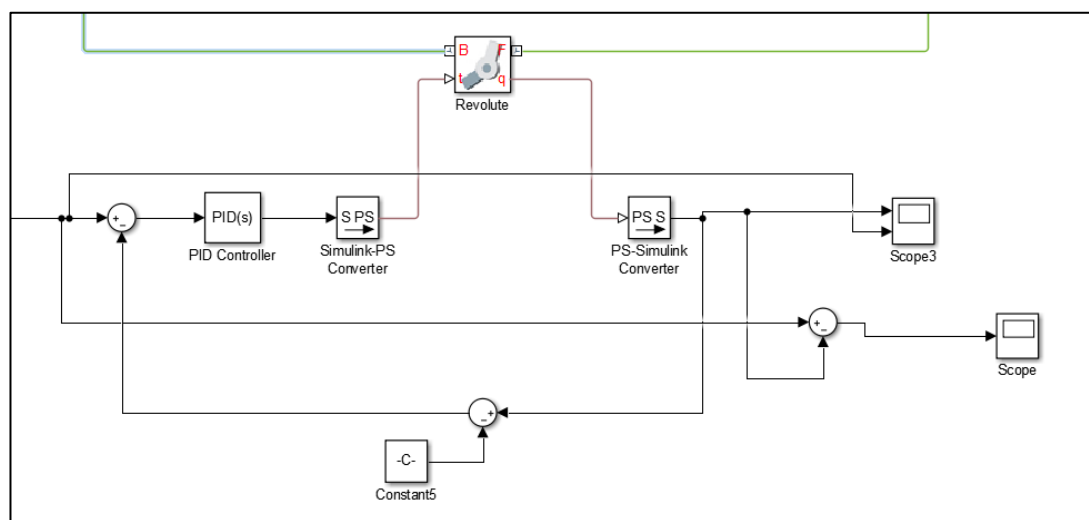 B F
t q
Revolute
+
−
PID(s)
PID Controller
S PS
Simulink-PS
Converter
PS S
PS-Simulink
Converter
Scope3
+
−
Scope
− +
-C-
Constant5